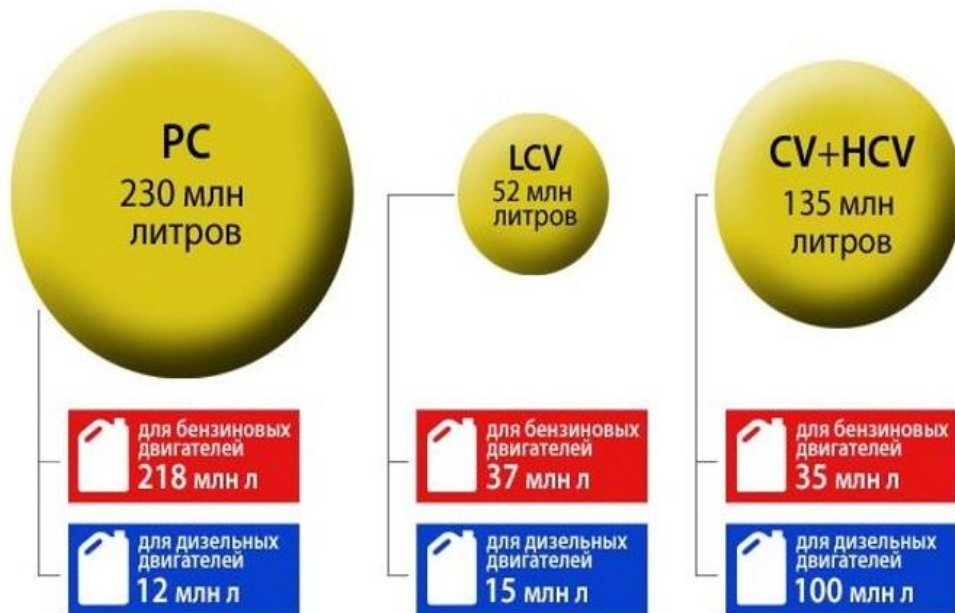 PC
230 млн
литров
LCV
52 млн
литров
CV+HCV
135 млн
литров
для бензиновых
двигателей
218 млн л
для бензиновых
двигателей
37 млн л
для бензиновых
двигателей
35 млн л
для дизельных
двигателей
12 млн л
для дизельных
двигателей
15 млн л
для дизельных
двигателей
100 млн л